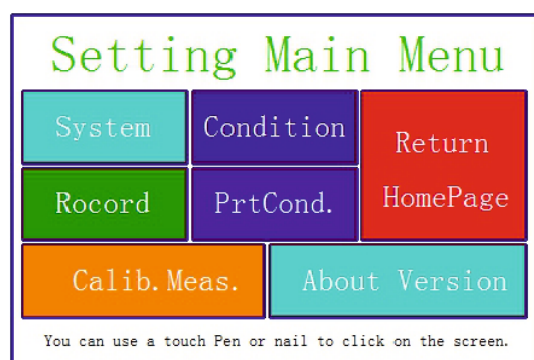 Setting Main Menu
System
Condition
Return
HomePage
Rocord
PrtCond.
Calib.Meas.
About Version
You can use a touch Pen or nail to click on the screen.